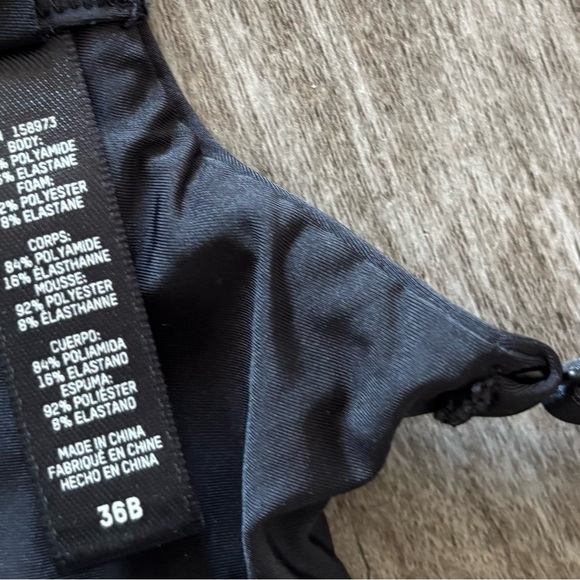 158973
BODY:
% POLYAMIDE
% ELASTANE
FOAM:
2% POLYESTER
8% ELASTANE
CORPS:
84% POLYAMIDE
16% ÉLASTHANNE
MOUSSE:
92% POLYESTER
8% ÉLASTHANNE
CUERPO:
84% POLIAMIDA
16% ELASTANO
ESPUMA:
92% POLIÉSTER
8% ELASTANO
MADE IN CHINA
FABRIQUÉ EN CHINE
HECHO EN CHINA
36B